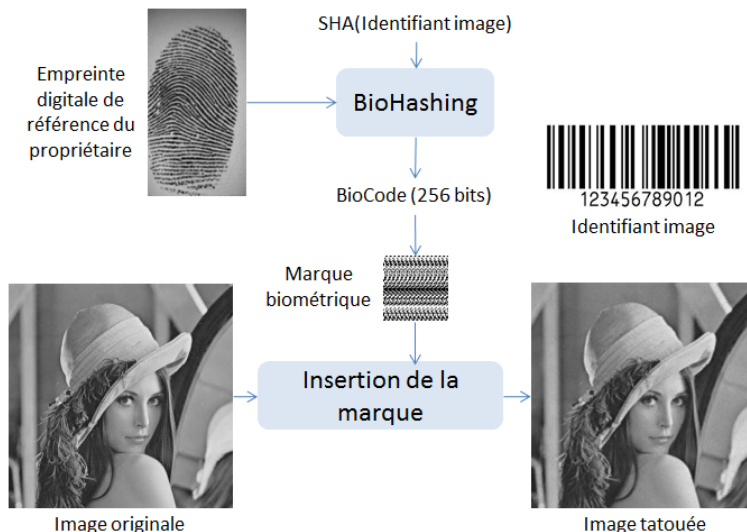 SHA(Identifiant image)
Empreinte
digitale de
référence du
propriétaire
BioHashing
BioCode (256 bits)
123456789012
Identifiant image
Marque
biométrique
Insertion de la
marque
Image originale
Image tatouée